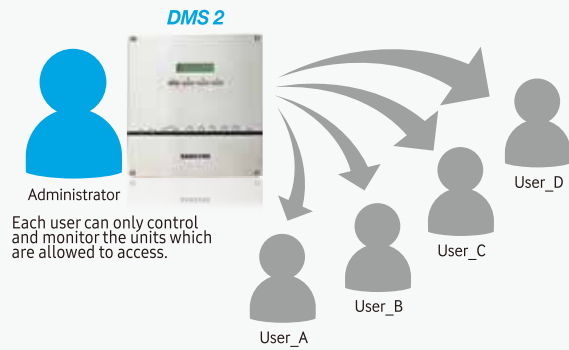 DMS 2
Administrator
Each user can only control
and monitor the units which
are allowed to access.
User_D
User_C
User_B
User_A